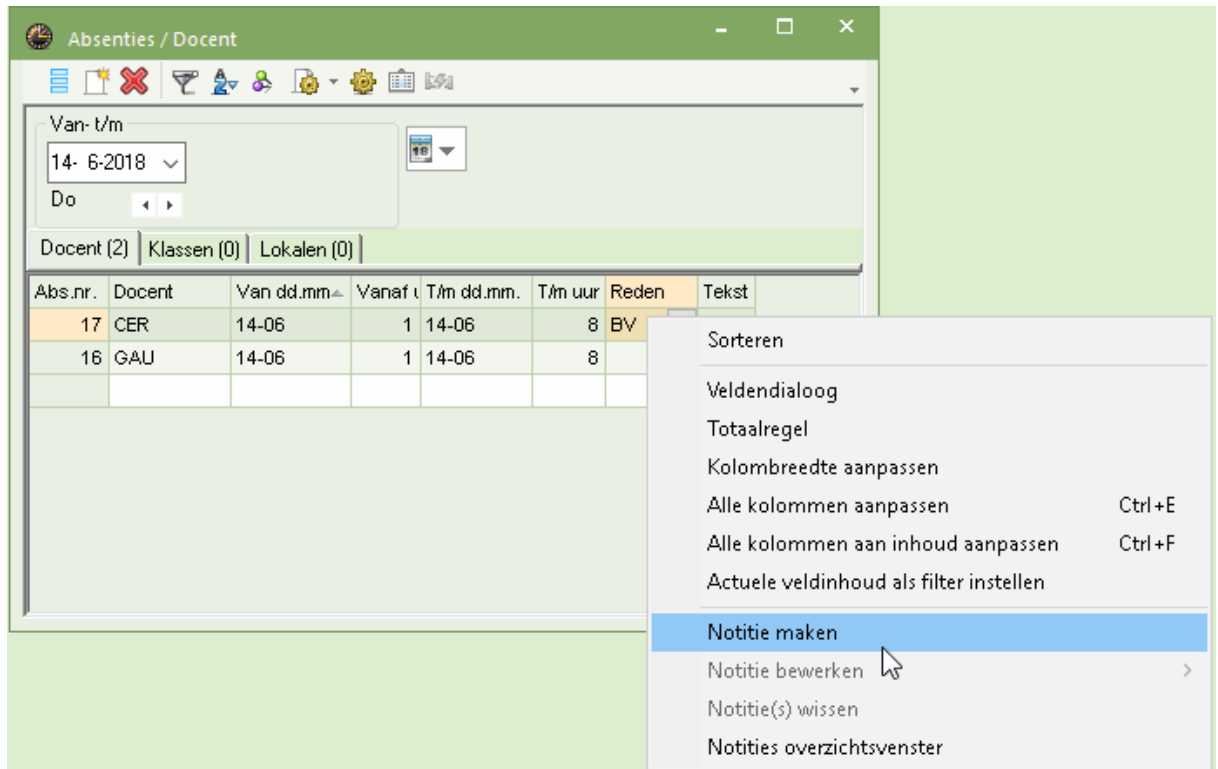 Absenties / Docent
Van- t/m
14- 6-2018
18
Do
Docent (2) Klassen (0) Lokalen (0)
Abs.nr. Docent Van dd.mm Vanaf u T/m dd.mm. T/m uur Reden Tekst
17 CER 14-06 1 14-06 8 BV
16 GAU 14-06 1 14-06 8
Sorteren
Veldendialoog
Totaalregel
Kolombreedte aanpassen
Alle kolommen aanpassen Ctrl+E
Alle kolommen aan inhoud aanpassen Ctrl+F
Actuele veldinhoud als filter instellen
Notitie maken
Notitie bewerken
Notitie(s) wissen
Notities overzichtsvenster